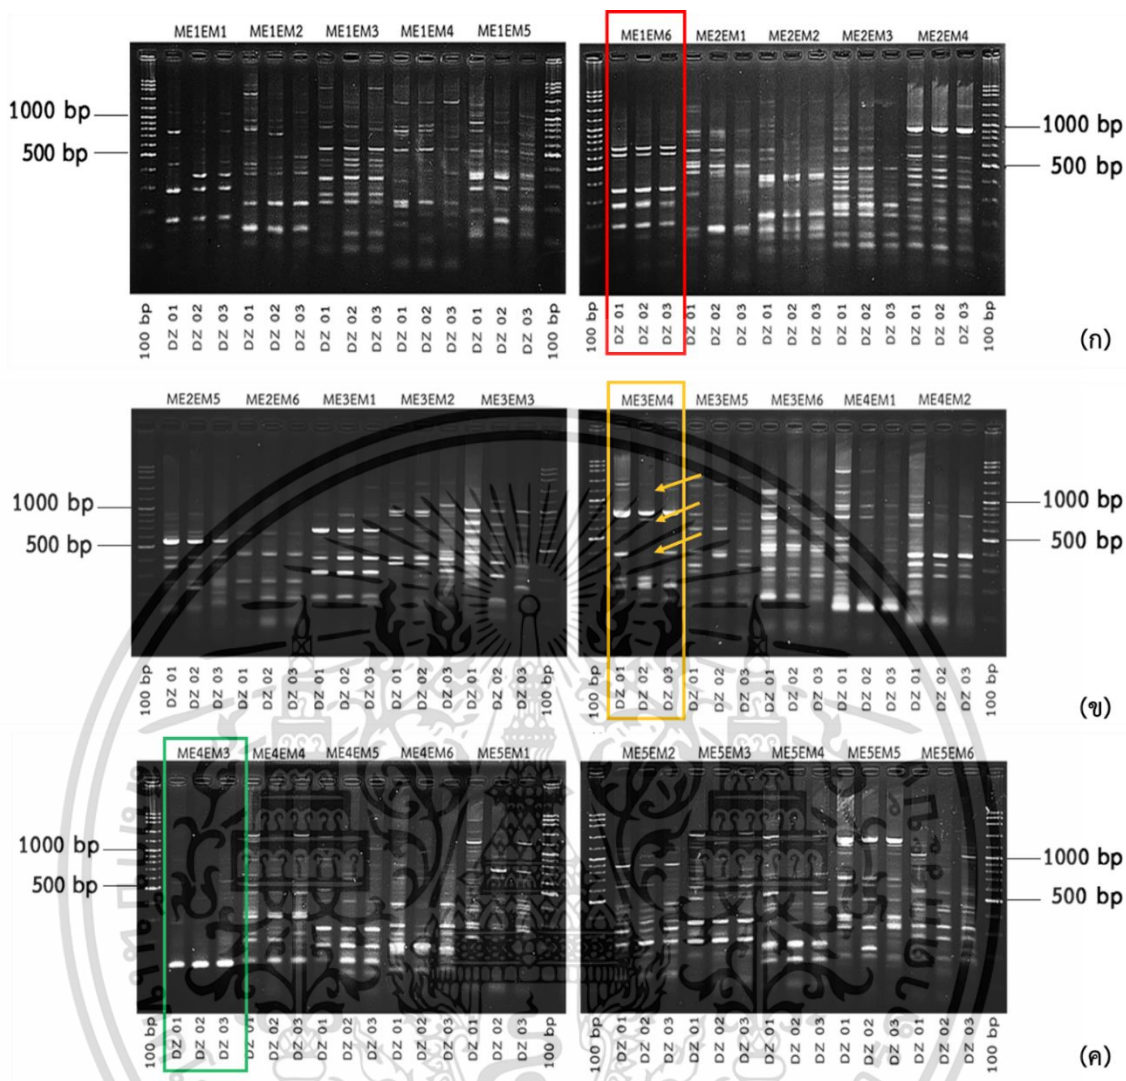 ME1EM1 ME1EM2 ME1EM3 ME1EM4 ME1EM5
ME1EM6 ME2EM1 ME2EM2 ME2EM3 ME2EM4
1000 bp
500 bp
1000 bp
500 bp
100 bp DZ 01 DZ 02 DZ 03 DZ 01 DZ 02 DZ 03 DZ 01 DZ 02 DZ 03 DZ 01 DZ 02 DZ 03 DZ 01 DZ 02 DZ 03 100 bp
100 bp DZ 01 DZ 02 DZ 03 DZ 01 DZ 02 DZ 03 DZ 01 DZ 02 DZ 03 DZ 01 DZ 02 DZ 03 DZ 01 DZ 02 DZ 03 100 bp
(ก)
ME2EM5 ME2EM6 ME3EM1 ME3EM2 ME3EM3
ME3EM4 ME3EM5 ME3EM6 ME4EM1 ME4EM2
1000 bp
500 bp
1000 bp
500 bp
100 bp DZ 01 DZ 02 DZ 03 DZ 01 DZ 02 DZ 03 DZ 01 DZ 02 DZ 03 DZ 01 DZ 02 DZ 03 DZ 01 DZ 02 DZ 03 100 bp
100 bp DZ 01 DZ 02 DZ 03 DZ 01 DZ 02 DZ 03 DZ 01 DZ 02 DZ 03 DZ 01 DZ 02 DZ 03 DZ 01 DZ 02 DZ 03 100 bp
(ข)
ME4EM3 ME4EM4 ME4EM5 ME4EM6 ME5EM1
ME5EM2 ME5EM3 ME5EM4 ME5EM5 ME5EM6
1000 bp
500 bp
1000 bp
500 bp
100 bp DZ 01 DZ 02 DZ 03 DZ 01 DZ 02 DZ 03 DZ 01 DZ 02 DZ 03 DZ 01 DZ 02 DZ 03 DZ 01 DZ 02 DZ 03 100 bp
100 bp DZ 01 DZ 02 DZ 03 DZ 01 DZ 02 DZ 03 DZ 01 DZ 02 DZ 03 DZ 01 DZ 02 DZ 03 DZ 01 DZ 02 DZ 03 100 bp
(ค)